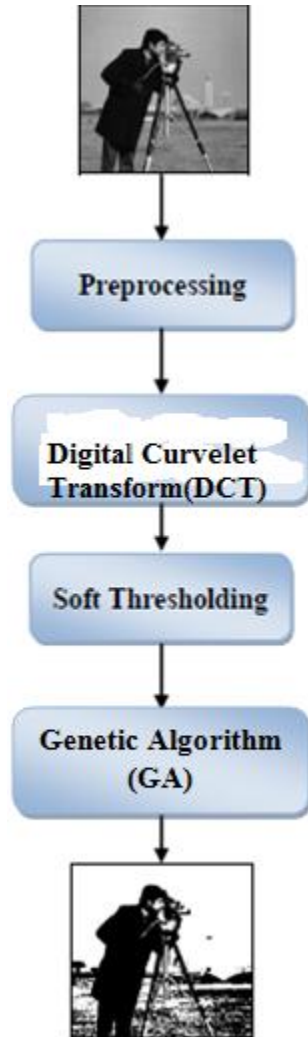 Preprocessing
Digital Curvelet
Transform(DCT)
Soft Thresholding
Genetic Algorithm
(GA)